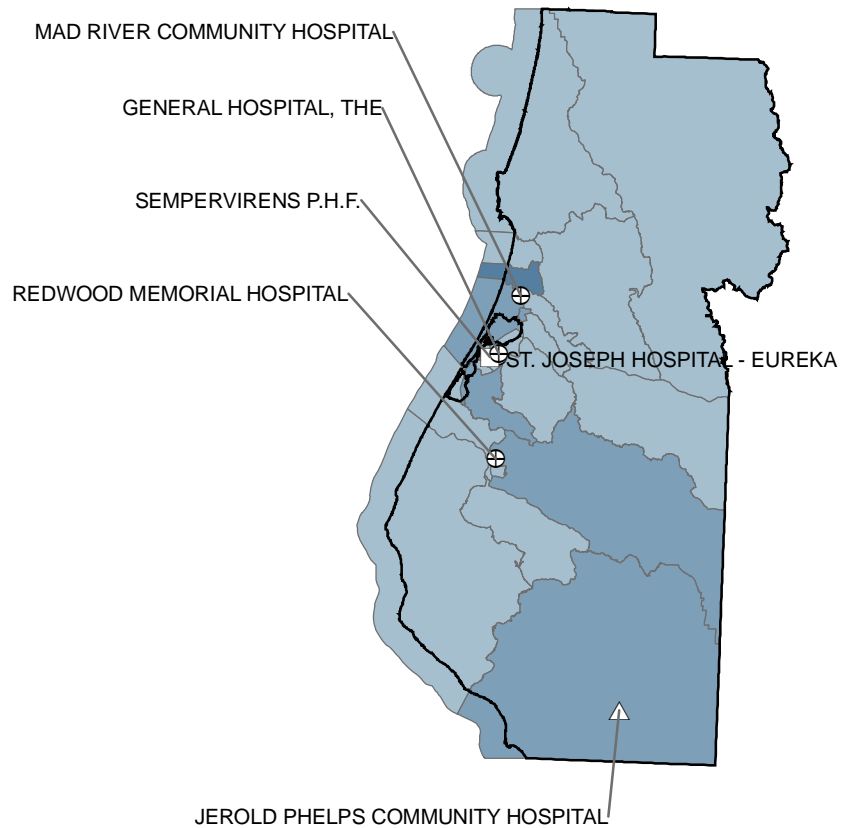 MAD RIVER COMMUNITY HOSPITAL
GENERAL HOSPITAL, THE
SEMPERVIRENS P.H.F.
REDWOOD MEMORIAL HOSPITAL
ST. JOSEPH HOSPITAL - EUREKA
JEROLD PHELPS COMMUNITY HOSPITAL